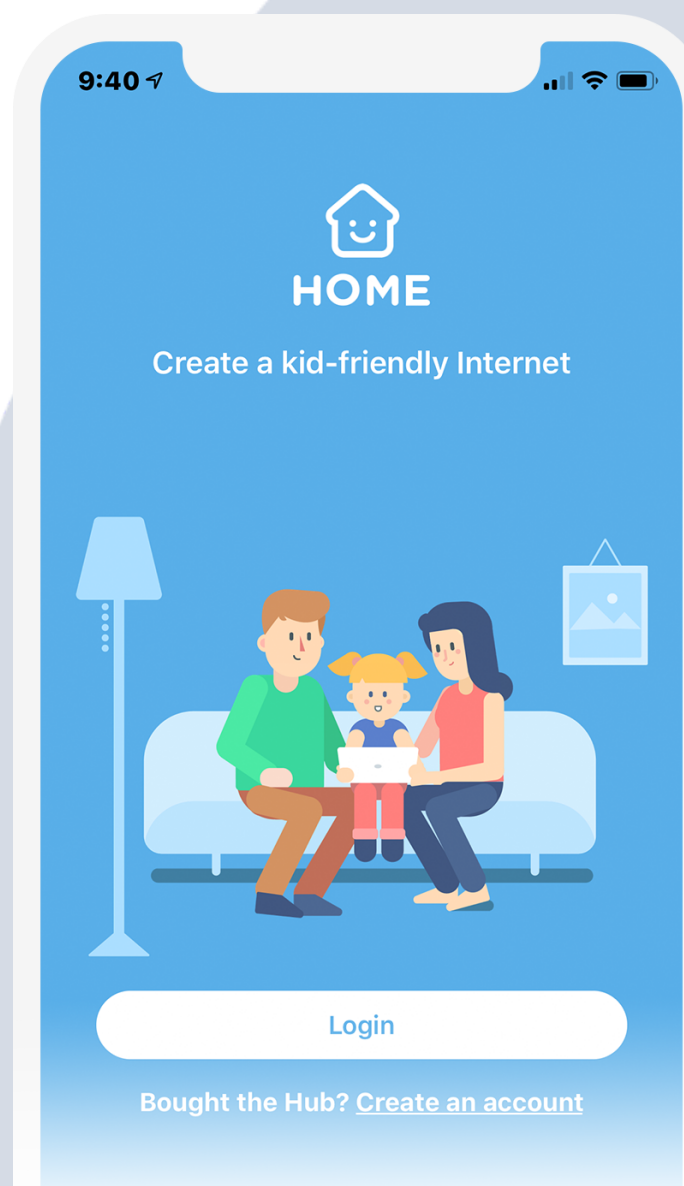 9:40
HOME
Create a kid-friendly Internet
Login
Bought the Hub? Create an account